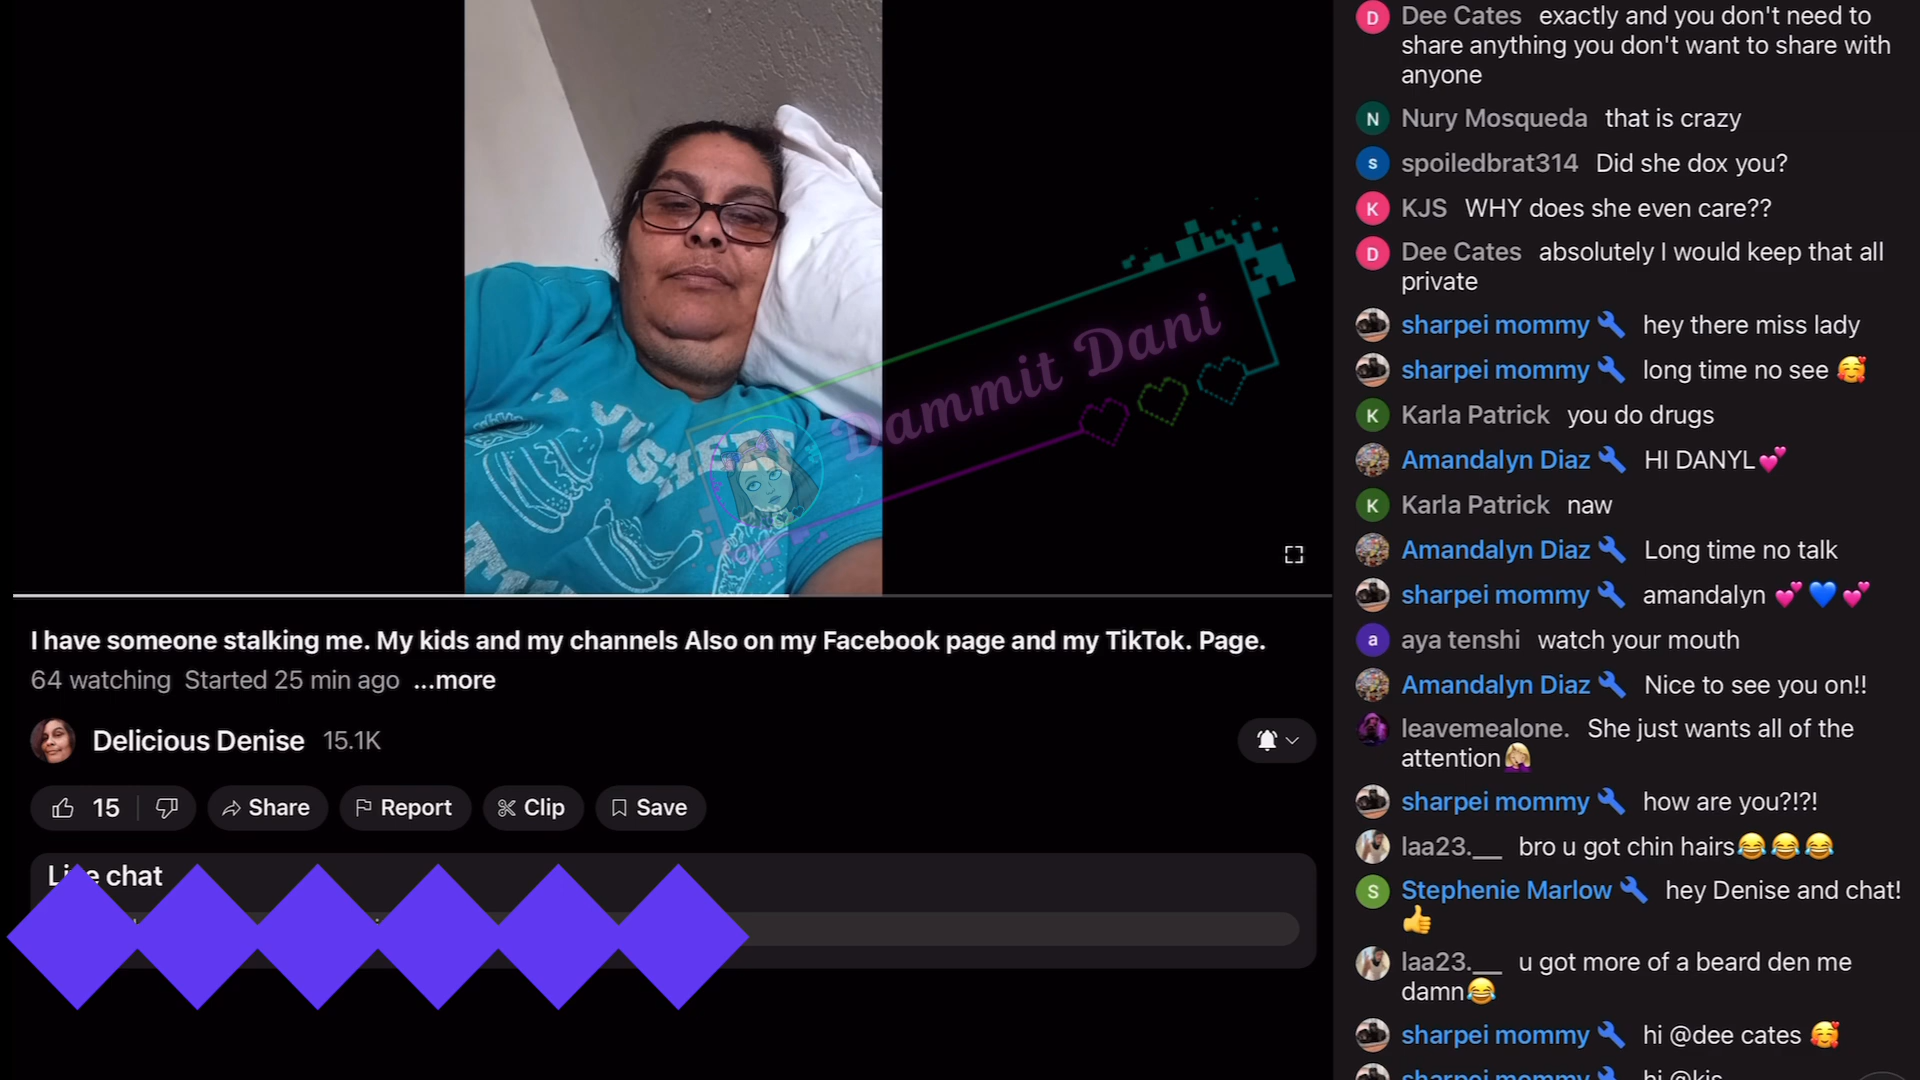 Dee Cates exactly and you don't need to
share anything you don't want to share with
anyone
Nury Mosqueda that is crazy
spoiledbrat314 Did she dox you?
KJS WHY does she even care??
Dee Cates absolutely I would keep that all
private
sharpei mommy 🔧 hey there miss lady
sharpei mommy 🔧 long time no see 🥰
Karla Patrick you do drugs
Amandalyn Diaz 🔧 HI DANYL💕
Karla Patrick naw
Amandalyn Diaz 🔧 Long time no talk
sharpei mommy 🔧 amandalyn 💕 💙 💕
aya tenshi watch your mouth
Amandalyn Diaz 🔧 Nice to see you on!!
leavemealone. She just wants all of the
attention🤦🏼‍♀️
sharpei mommy 🔧 how are you?!?!
laa23.__ bro u got chin hairs😂😂😂
Stephenie Marlow 🔧 hey Denise and chat!
👍
laa23.__ u got more of a beard den me
damn😂
sharpei mommy 🔧 hi @dee cates 🥰
sharpei mommy 🔧 hi @kjs
Dammit Dani
I have someone stalking me. My kids and my channels Also on my Facebook page and my TikTok. Page.
64 watching Started 25 min ago ...more
Delicious Denise 15.1K
15 Share Report Clip Save
Live chat